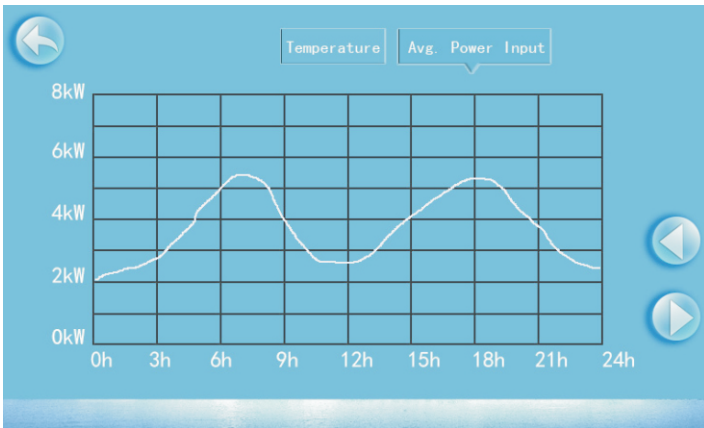 Temperature Avg. Power Input
8kW
6kW
4kW
2kW
0kW
0h 3h 6h 9h 12h 15h 18h 21h 24h